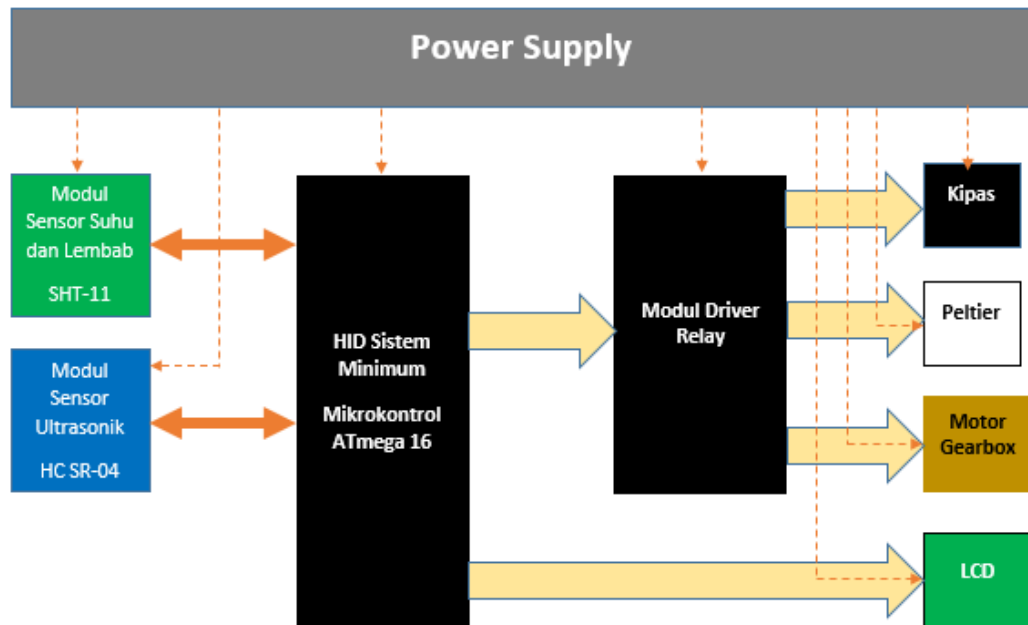 Power Supply
Modul
Sensor Suhu
dan Lembab
SHT-11
Modul
Sensor
Ultrasonik
HC SR-04
HID Sistem
Minimum
Mikrokontrol
ATmega 16
Modul Driver
Relay
Kipas
Peltier
Motor
Gearbox
LCD